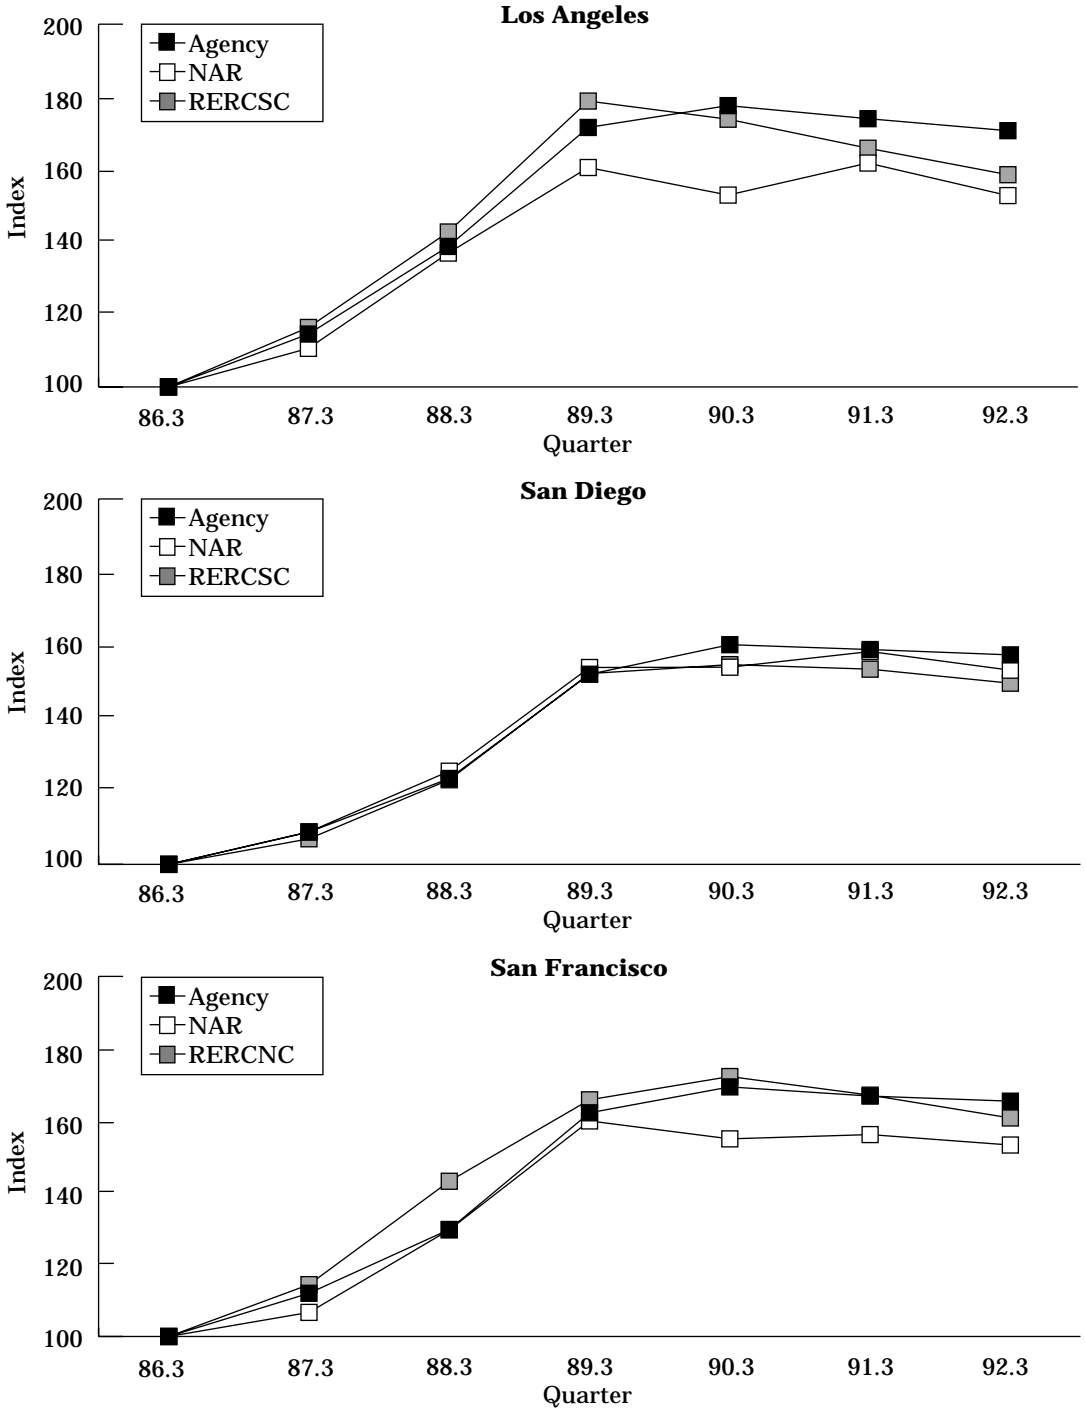 Los Angeles
200
Agency
NAR
180
RERCSC
160
Index
140
120
100
86.3 87.3 88.3 89.3 90.3 91.3 92.3
Quarter
San Diego
200
Agency
NAR
180
RERCSC
160
Index
140
120
100
86.3 87.3 88.3 89.3 90.3 91.3 92.3
Quarter
San Francisco
200
Agency
NAR
180
RERCNC
160
Index
140
120
100
86.3 87.3 88.3 89.3 90.3 91.3 92.3
Quarter